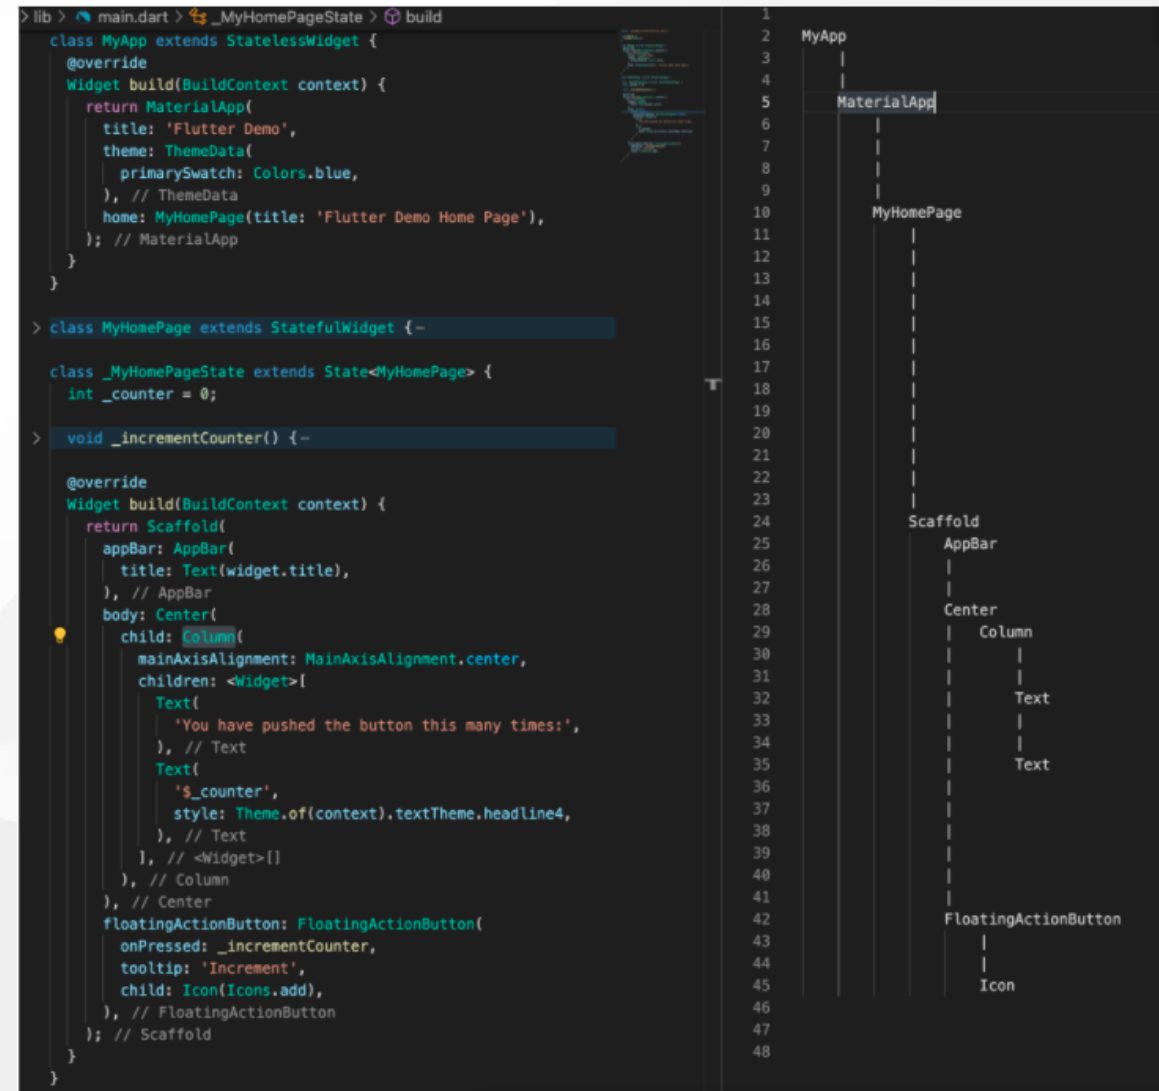 > lib > main.dart > _MyHomePageState > build
class MyApp extends StatelessWidget {
@override
Widget build(BuildContext context) {
return MaterialApp(
title: 'Flutter Demo',
theme: ThemeData(
primarySwatch: Colors.blue,
), // ThemeData
home: MyHomePage(title: 'Flutter Demo Home Page'),
); // MaterialApp
}
}
> class MyHomePage extends StatefulWidget {–
class _MyHomePageState extends State<MyHomePage> {
int _counter = 0;
> void _incrementCounter() {–
@override
Widget build(BuildContext context) {
return Scaffold(
appBar: AppBar(
title: Text(widget.title),
), // AppBar
body: Center(
child: Column(
mainAxisAlignment: MainAxisAlignment.center,
children: <Widget>[
Text(
'You have pushed the button this many times:',
), // Text
Text(
'$_counter',
style: Theme.of(context).textTheme.headline4,
), // Text
], // <Widget>[]
), // Column
), // Center
floatingActionButton: FloatingActionButton(
onPressed: _incrementCounter,
tooltip: 'Increment',
child: Icon(Icons.add),
), // FloatingActionButton
); // Scaffold
}
}
1
2 MyApp
3 |
4 |
5 MaterialApp
6 |
7 |
8 |
9 |
10 MyHomePage
11 |
12 |
13 |
14 |
15 |
16 |
17 |
18 |
19 |
20 |
21 |
22 |
23 |
24 Scaffold
25 AppBar
26 |
27 |
28 Center
29 | Column
30 | |
31 | |
32 | Text
33 | |
34 | |
35 | Text
36 |
37 |
38 |
39 |
40 |
41 |
42 FloatingActionButton
43 |
44 |
45 Icon
46
47
48